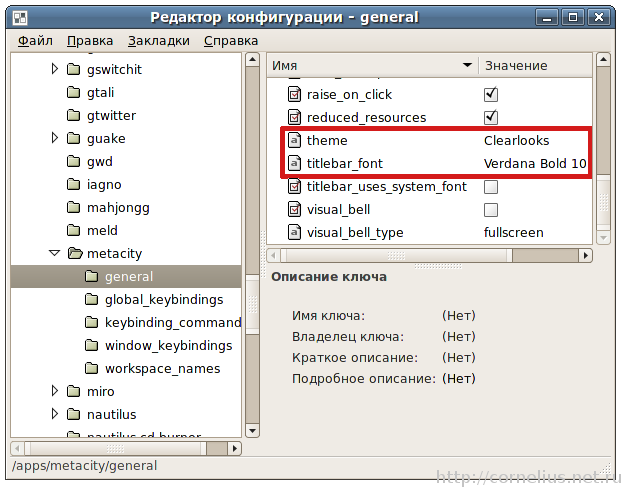 Редактор конфигурации – general
Файл Правка Закладки Справка
gswitchit
gtali
gtwitter
guake
gwd
iagno
mahjongg
meld
metacity
general
global_keybindings
keybinding_command
window_keybindings
workspace_names
miro
nautilus
nautilus-cd-burner
Имя Значение
raise_on_click
reduced_resources
theme Clearlooks
titlebar_font Verdana Bold 10
titlebar_uses_system_font
visual_bell
visual_bell_type fullscreen
Описание ключа
Имя ключа: (Нет)
Владелец ключа: (Нет)
Краткое описание: (Нет)
Подробное описание: (Нет)
/apps/metacity/general
http://cornelius.net.ru